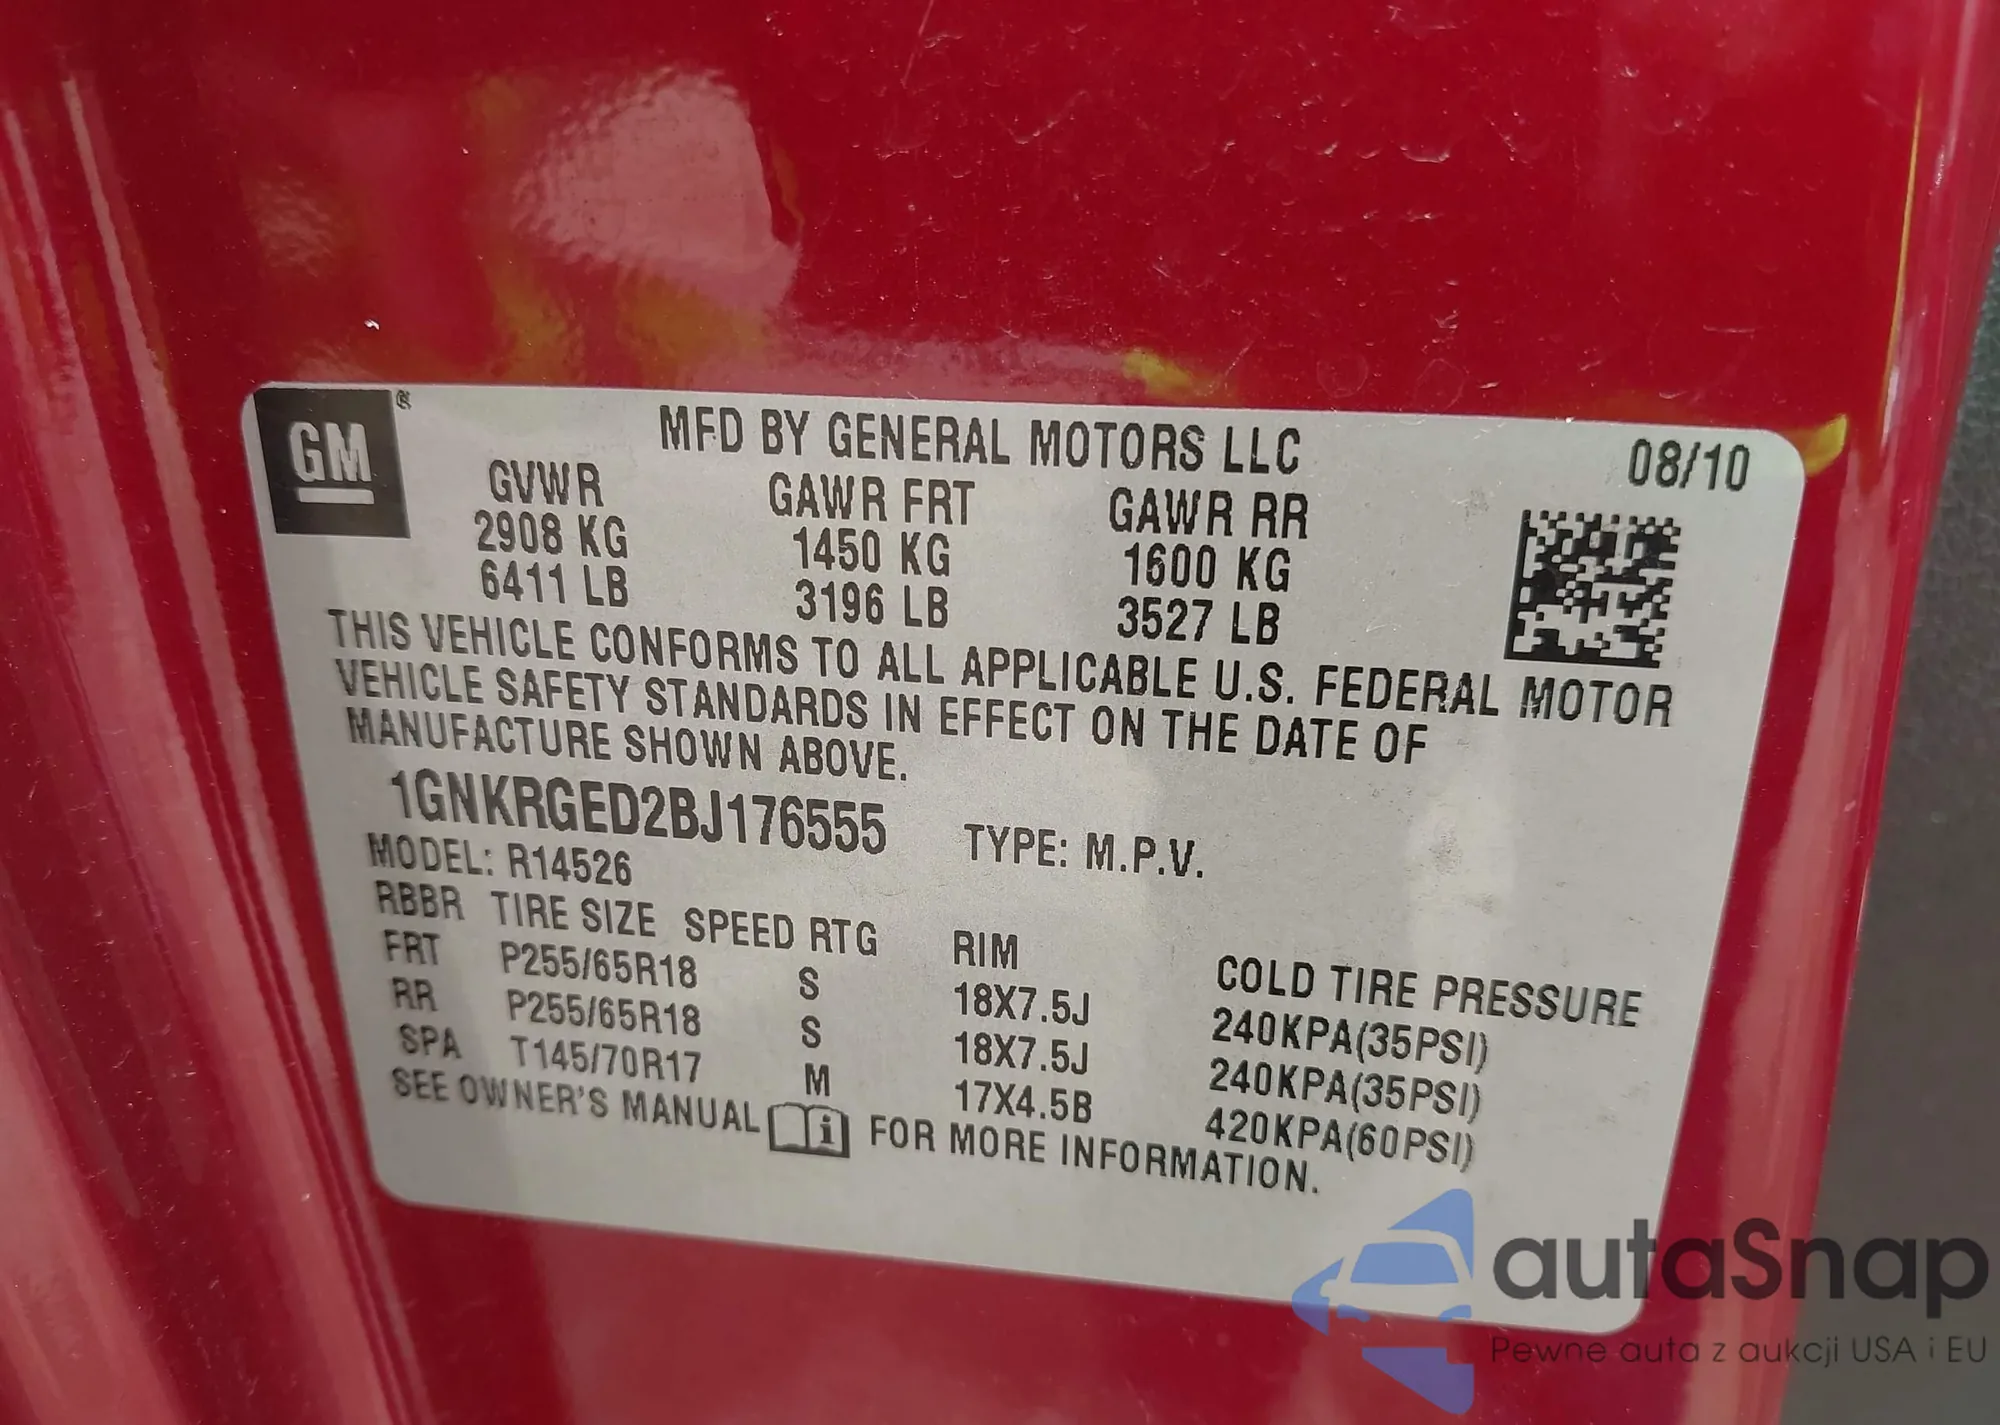 GM ®
MFD BY GENERAL MOTORS LLC 08/10
GVWR GAWR FRT GAWR RR
2908 KG 1450 KG 1600 KG
6411 LB 3196 LB 3527 LB
THIS VEHICLE CONFORMS TO ALL APPLICABLE U.S. FEDERAL MOTOR
VEHICLE SAFETY STANDARDS IN EFFECT ON THE DATE OF
MANUFACTURE SHOWN ABOVE.
1GNKRGED2BJ176555 TYPE: M.P.V.
MODEL: R14526
RBBR TIRE SIZE SPEED RTG RIM COLD TIRE PRESSURE
FRT P255/65R18 S 18X7.5J 240KPA(35PSI)
RR P255/65R18 S 18X7.5J 240KPA(35PSI)
SPA T145/70R17 M 17X4.5B 420KPA(60PSI)
SEE OWNER'S MANUAL i FOR MORE INFORMATION.
autaSnap
Pewne auta z aukcji USA i EU